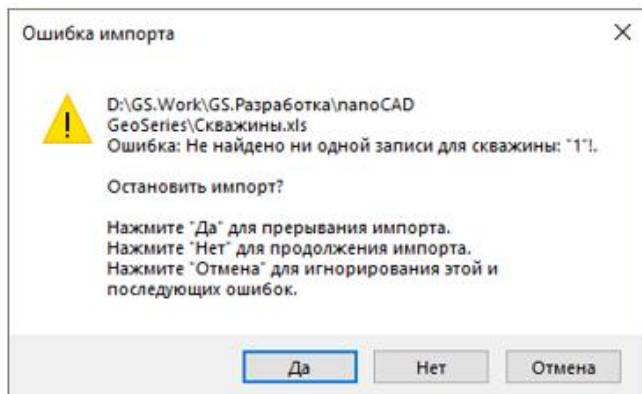 Ошибка импорта
D:\GS.Work\GS.Разработка\nanoCAD
GeoSeries\Скважины.xls
Ошибка: Не найдено ни одной записи для скважины: "1"!.
Остановить импорт?
Нажмите "Да" для прерывания импорта.
Нажмите "Нет" для продолжения импорта.
Нажмите "Отмена" для игнорирования этой и
последующих ошибок.
Да
Нет
Отмена